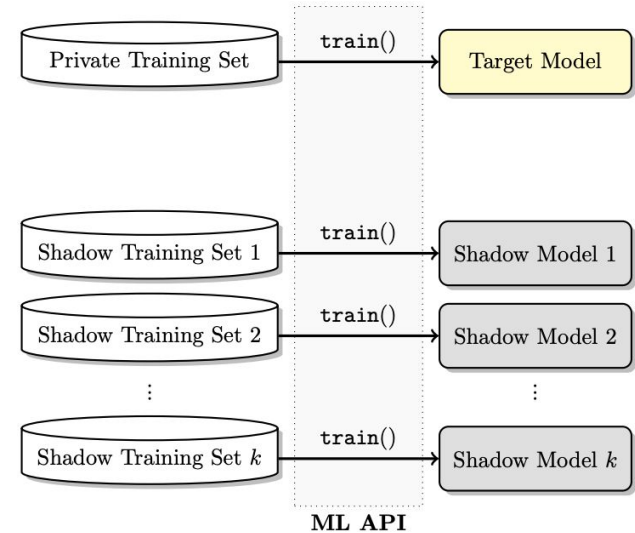 Private Training Set
train()
Target Model
Shadow Training Set 1
train()
Shadow Model 1
Shadow Training Set 2
train()
Shadow Model 2
⋮
⋮
Shadow Training Set k
train()
Shadow Model k
ML API